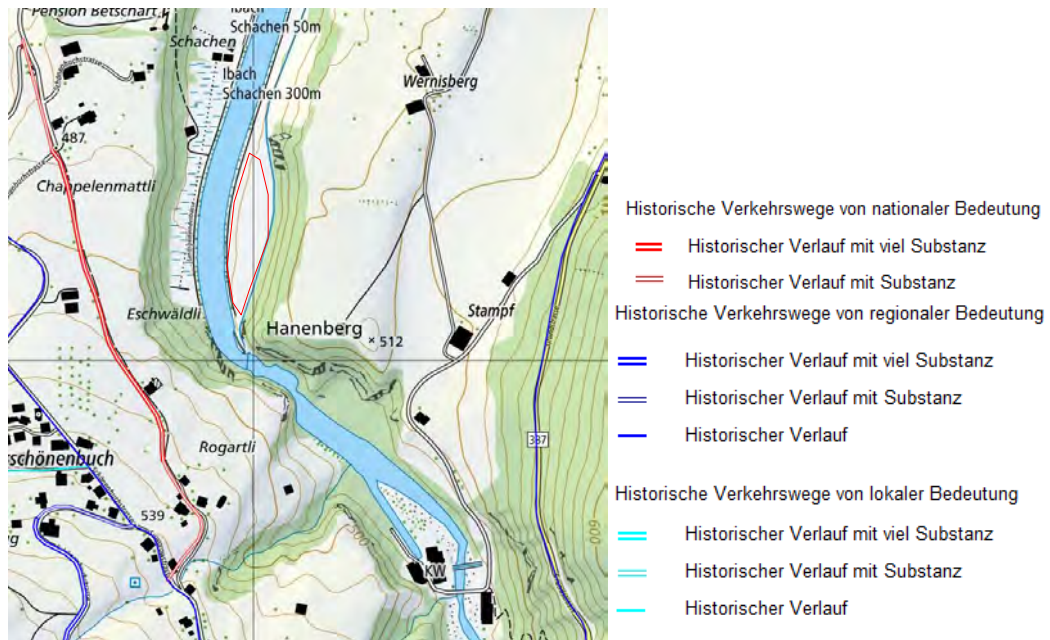 Pension Betschart
Ibach
Schachen 50m
Schachen
Ibach
Schachen 300m
Wernisberg
487
Chappelenmattli
Eschwäldli
Hanenberg
512
Stampf
Rogartli
387
rschönenbuch
539
500
600
g
KW
Historische Verkehrswege von nationaler Bedeutung
Historischer Verlauf mit viel Substanz
Historischer Verlauf mit Substanz
Historische Verkehrswege von regionaler Bedeutung
Historischer Verlauf mit viel Substanz
Historischer Verlauf mit Substanz
Historischer Verlauf
Historische Verkehrswege von lokaler Bedeutung
Historischer Verlauf mit viel Substanz
Historischer Verlauf mit Substanz
Historischer Verlauf